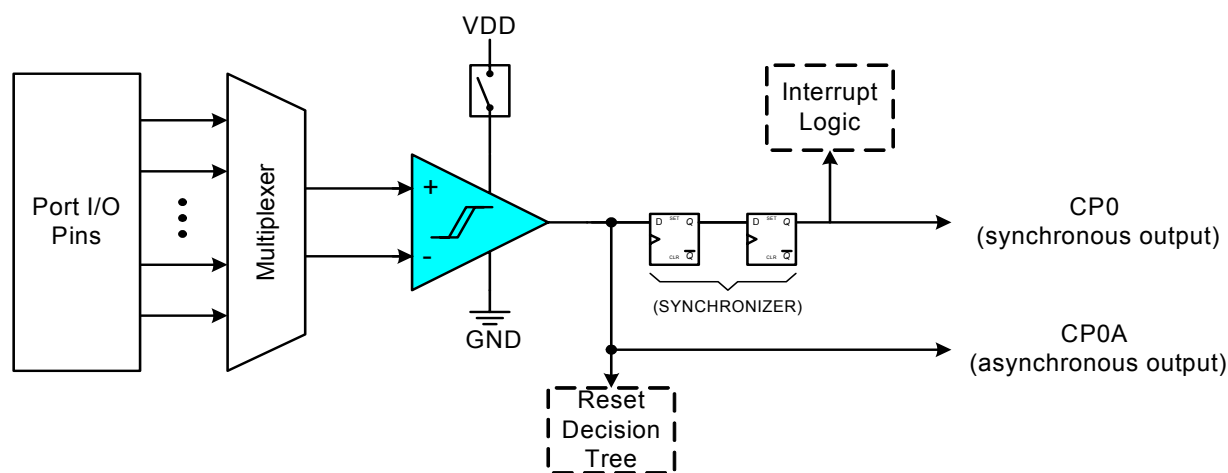 VDD
Interrupt
Logic
Port I/O
Pins
Multiplexer
+
-
D SET Q
CLR Q
D SET Q
CLR Q
(SYNCHRONIZER)
CP0
(synchronous output)
GND
CP0A
(asynchronous output)
Reset
Decision
Tree